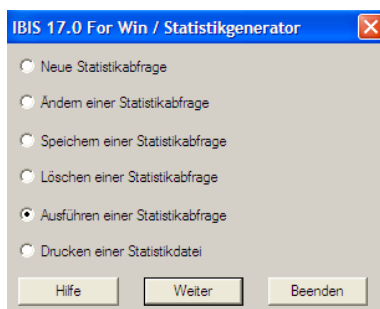 IBIS 17.0 For Win / Statistikgenerator
Neue Statistikabfrage
Ändern einer Statistikabfrage
Speichern einer Statistikabfrage
Löschen einer Statistikabfrage
Ausführen einer Statistikabfrage
Drucken einer Statistikdatei
Hilfe Weiter Beenden